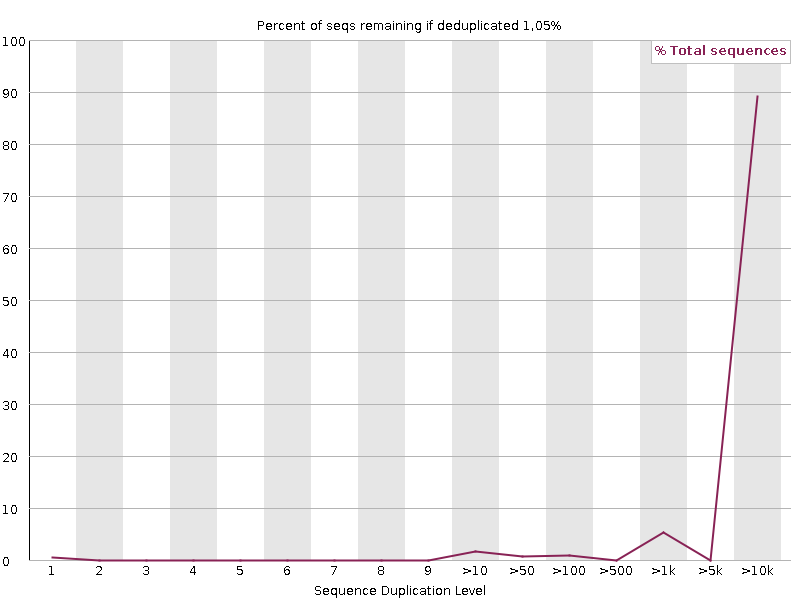 Percent of seqs remaining if deduplicated 1,05%
% Total sequences
100
90
80
70
60
50
40
30
20
10
0
1 2 3 4 5 6 7 8 9 >10 >50 >100 >500 >1k >5k >10k
Sequence Duplication Level